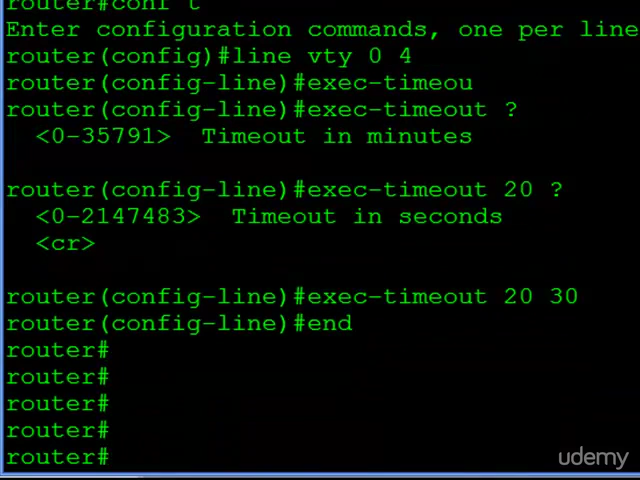 router#conf t
Enter configuration commands, one per line
router(config)#line vty 0 4
router(config-line)#exec-timeou
router(config-line)#exec-timeout ?
<0-35791> Timeout in minutes
router(config-line)#exec-timeout 20 ?
<0-2147483> Timeout in seconds
<cr>
router(config-line)#exec-timeout 20 30
router(config-line)#end
router#
router#
router#
router#
router#
udemy